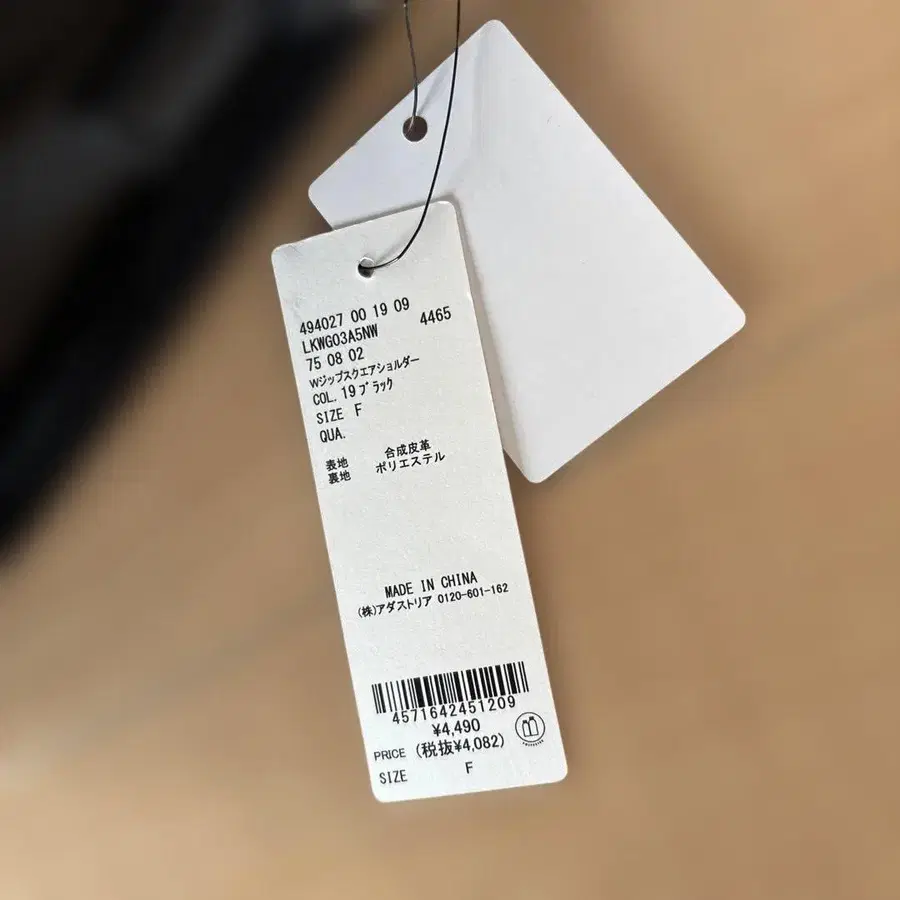 494027 00 19 09
LKWG03A5NW 4465
75 08 02
Wジップスクエアショルダー
COL. 19ブラック
SIZE F
QUA.
表地 合成皮革
裏地 ポリエステル
MADE IN CHINA
(株)アダストリア 0120-601-162
4571642451209
¥4,490
PRICE (税抜¥4,082)
SIZE F